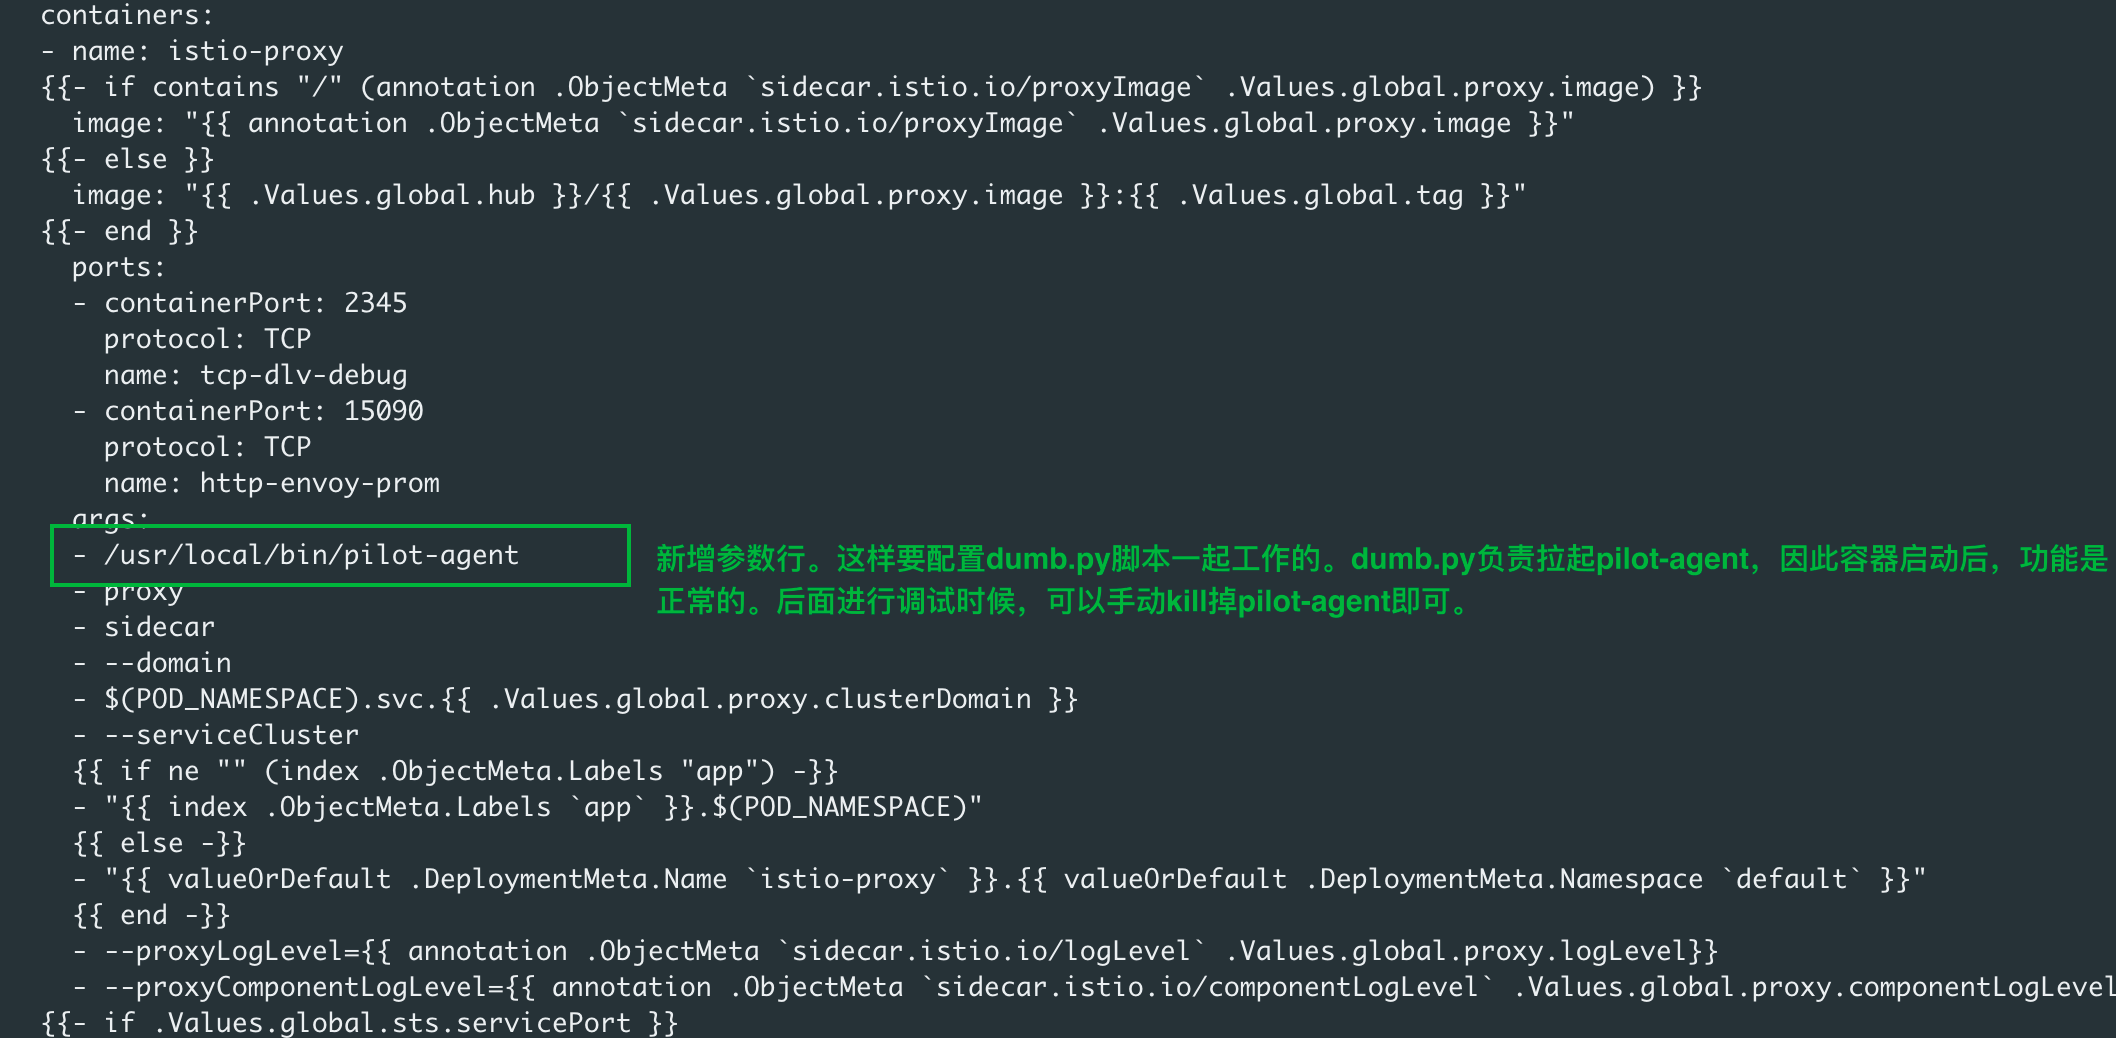 containers:
- name: istio-proxy
{{- if contains "/" (annotation .ObjectMeta `sidecar.istio.io/proxyImage` .Values.global.proxy.image) }}
image: "{{ annotation .ObjectMeta `sidecar.istio.io/proxyImage` .Values.global.proxy.image }}"
{{- else }}
image: "{{ .Values.global.hub }}/{{ .Values.global.proxy.image }}:{{ .Values.global.tag }}"
{{- end }}
ports:
- containerPort: 2345
protocol: TCP
name: tcp-dlv-debug
- containerPort: 15090
protocol: TCP
name: http-envoy-prom
args:
- /usr/local/bin/pilot-agent
新增参数行。这样要配置dumb.py脚本一起工作的。dumb.py负责拉起pilot-agent，因此容器启动后，功能是
正常的。后面进行调试时候，可以手动kill掉pilot-agent即可。
- proxy
- sidecar
- --domain
- $(POD_NAMESPACE).svc.{{ .Values.global.proxy.clusterDomain }}
- --serviceCluster
{{ if ne "" (index .ObjectMeta.Labels "app") -}}
- "{{ index .ObjectMeta.Labels `app` }}.$(POD_NAMESPACE)"
{{ else -}}
- "{{ valueOrDefault .DeploymentMeta.Name `istio-proxy` }}.{{ valueOrDefault .DeploymentMeta.Namespace `default` }}"
{{ end -}}
- --proxyLogLevel={{ annotation .ObjectMeta `sidecar.istio.io/logLevel` .Values.global.proxy.logLevel}}
- --proxyComponentLogLevel={{ annotation .ObjectMeta `sidecar.istio.io/componentLogLevel` .Values.global.proxy.componentLogLevel
{{- if .Values.global.sts.servicePort }}